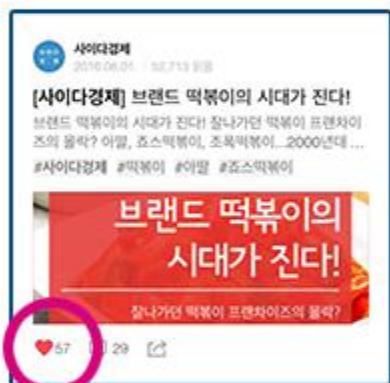 사이다경제
2016.08.01 · 52,713 읽음
[사이다경제] 브랜드 떡볶이의 시대가 진다!
브랜드 떡볶이의 시대가 진다! 잘나가던 떡볶이 프랜차이
즈의 몰락? 아딸, 죠스떡볶이, 조폭떡볶이...2000년대 ...
#사이다경제 #떡볶이 #아딸 #죠스떡볶이
브랜드 떡볶이의
시대가 진다!
잘나가던 떡볶이 프랜차이즈의 몰락?
57 29